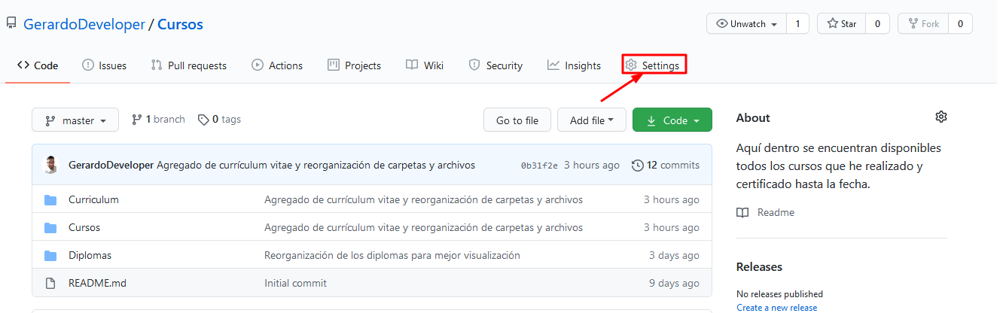 GerardoDeveloper / Cursos
Unwatch 1 Star 0 Fork 0
Code Issues Pull requests Actions Projects Wiki Security Insights Settings
master 1 branch 0 tags Go to file Add file Code
GerardoDeveloper Agregado de currículum vitae y reorganización de carpetas y archivos 0b31f2e 3 hours ago 12 commits
Curriculum Agregado de currículum vitae y reorganización de carpetas y archivos 3 hours ago
Cursos Agregado de currículum vitae y reorganización de carpetas y archivos 3 hours ago
Diplomas Reorganización de los diplomas para mejor visualización 3 days ago
README.md Initial commit 9 days ago
About
Aquí dentro se encuentran disponibles
todos los cursos que he realizado y
certificado hasta la fecha.
Readme
Releases
No releases published
Create a new release